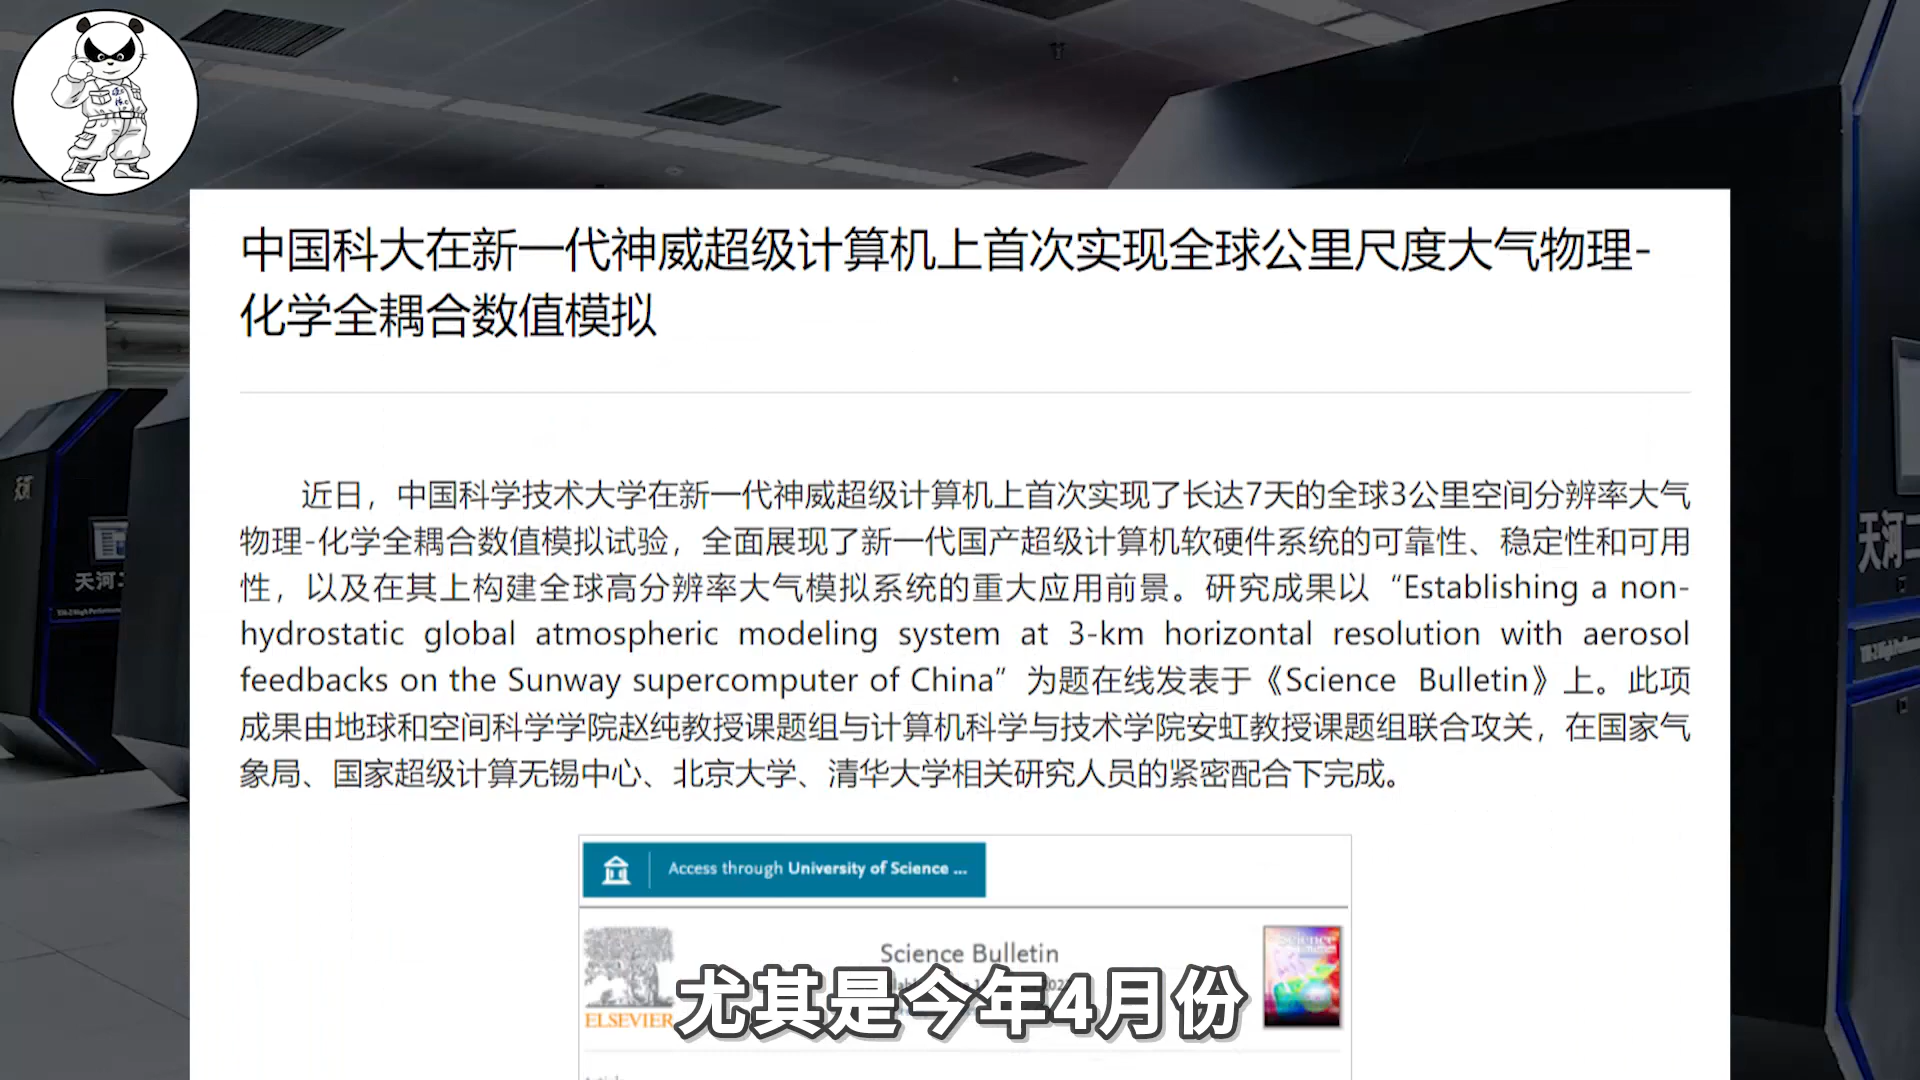 中国科大在新一代神威超级计算机上首次实现全球公里尺度大气物理-
化学全耦合数值模拟
近日，中国科学技术大学在新一代神威超级计算机上首次实现了长达7天的全球3公里空间分辨率大气
物理-化学全耦合数值模拟试验，全面展现了新一代国产超级计算机软硬件系统的可靠性、稳定性和可用
性，以及在其上构建全球高分辨率大气模拟系统的重大应用前景。研究成果以“Establishing a non-
hydrostatic global atmospheric modeling system at 3-km horizontal resolution with aerosol
feedbacks on the Sunway supercomputer of China”为题在线发表于《Science Bulletin》上。此项
成果由地球和空间科学学院赵纯教授课题组与计算机科学与技术学院安虹教授课题组联合攻关，在国家气
象局、国家超级计算无锡中心、北京大学、清华大学相关研究人员的紧密配合下完成。
天河
天河二
Access through University of Science ...
Science Bulletin
ELSEVIER
尤其是今年4月份